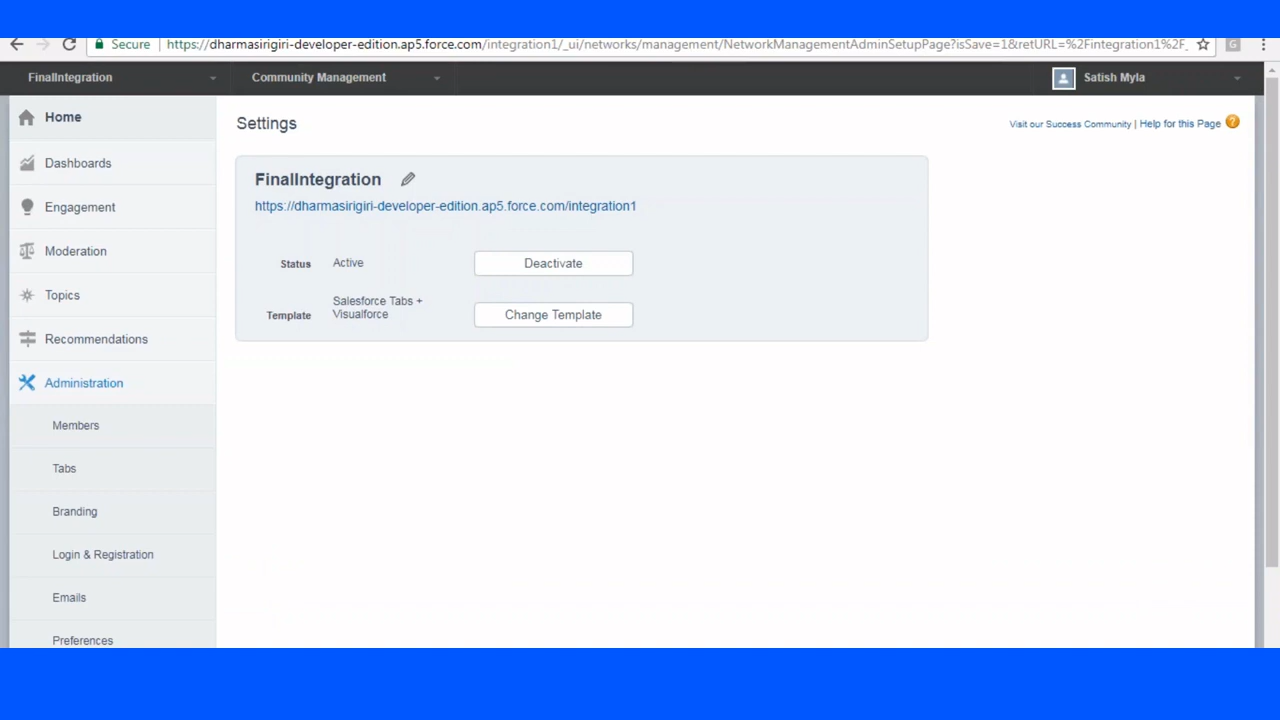 Secure https://dharmasirigiri-developer-edition.ap5.force.com/integration1/_ui/networks/management/NetworkManagementAdminSetupPage?isSave=1&retURL=%2Fintegration1%2F_
FinalIntegration Community Management Satish Myla
Home
Settings
Visit our Success Community | Help for this Page ?
Dashboards
Engagement
Moderation
Topics
Recommendations
Administration
Members
Tabs
Branding
Login & Registration
Emails
Preferences
FinalIntegration
https://dharmasirigiri-developer-edition.ap5.force.com/integration1
Status Active Deactivate
Template Salesforce Tabs +
Visualforce Change Template